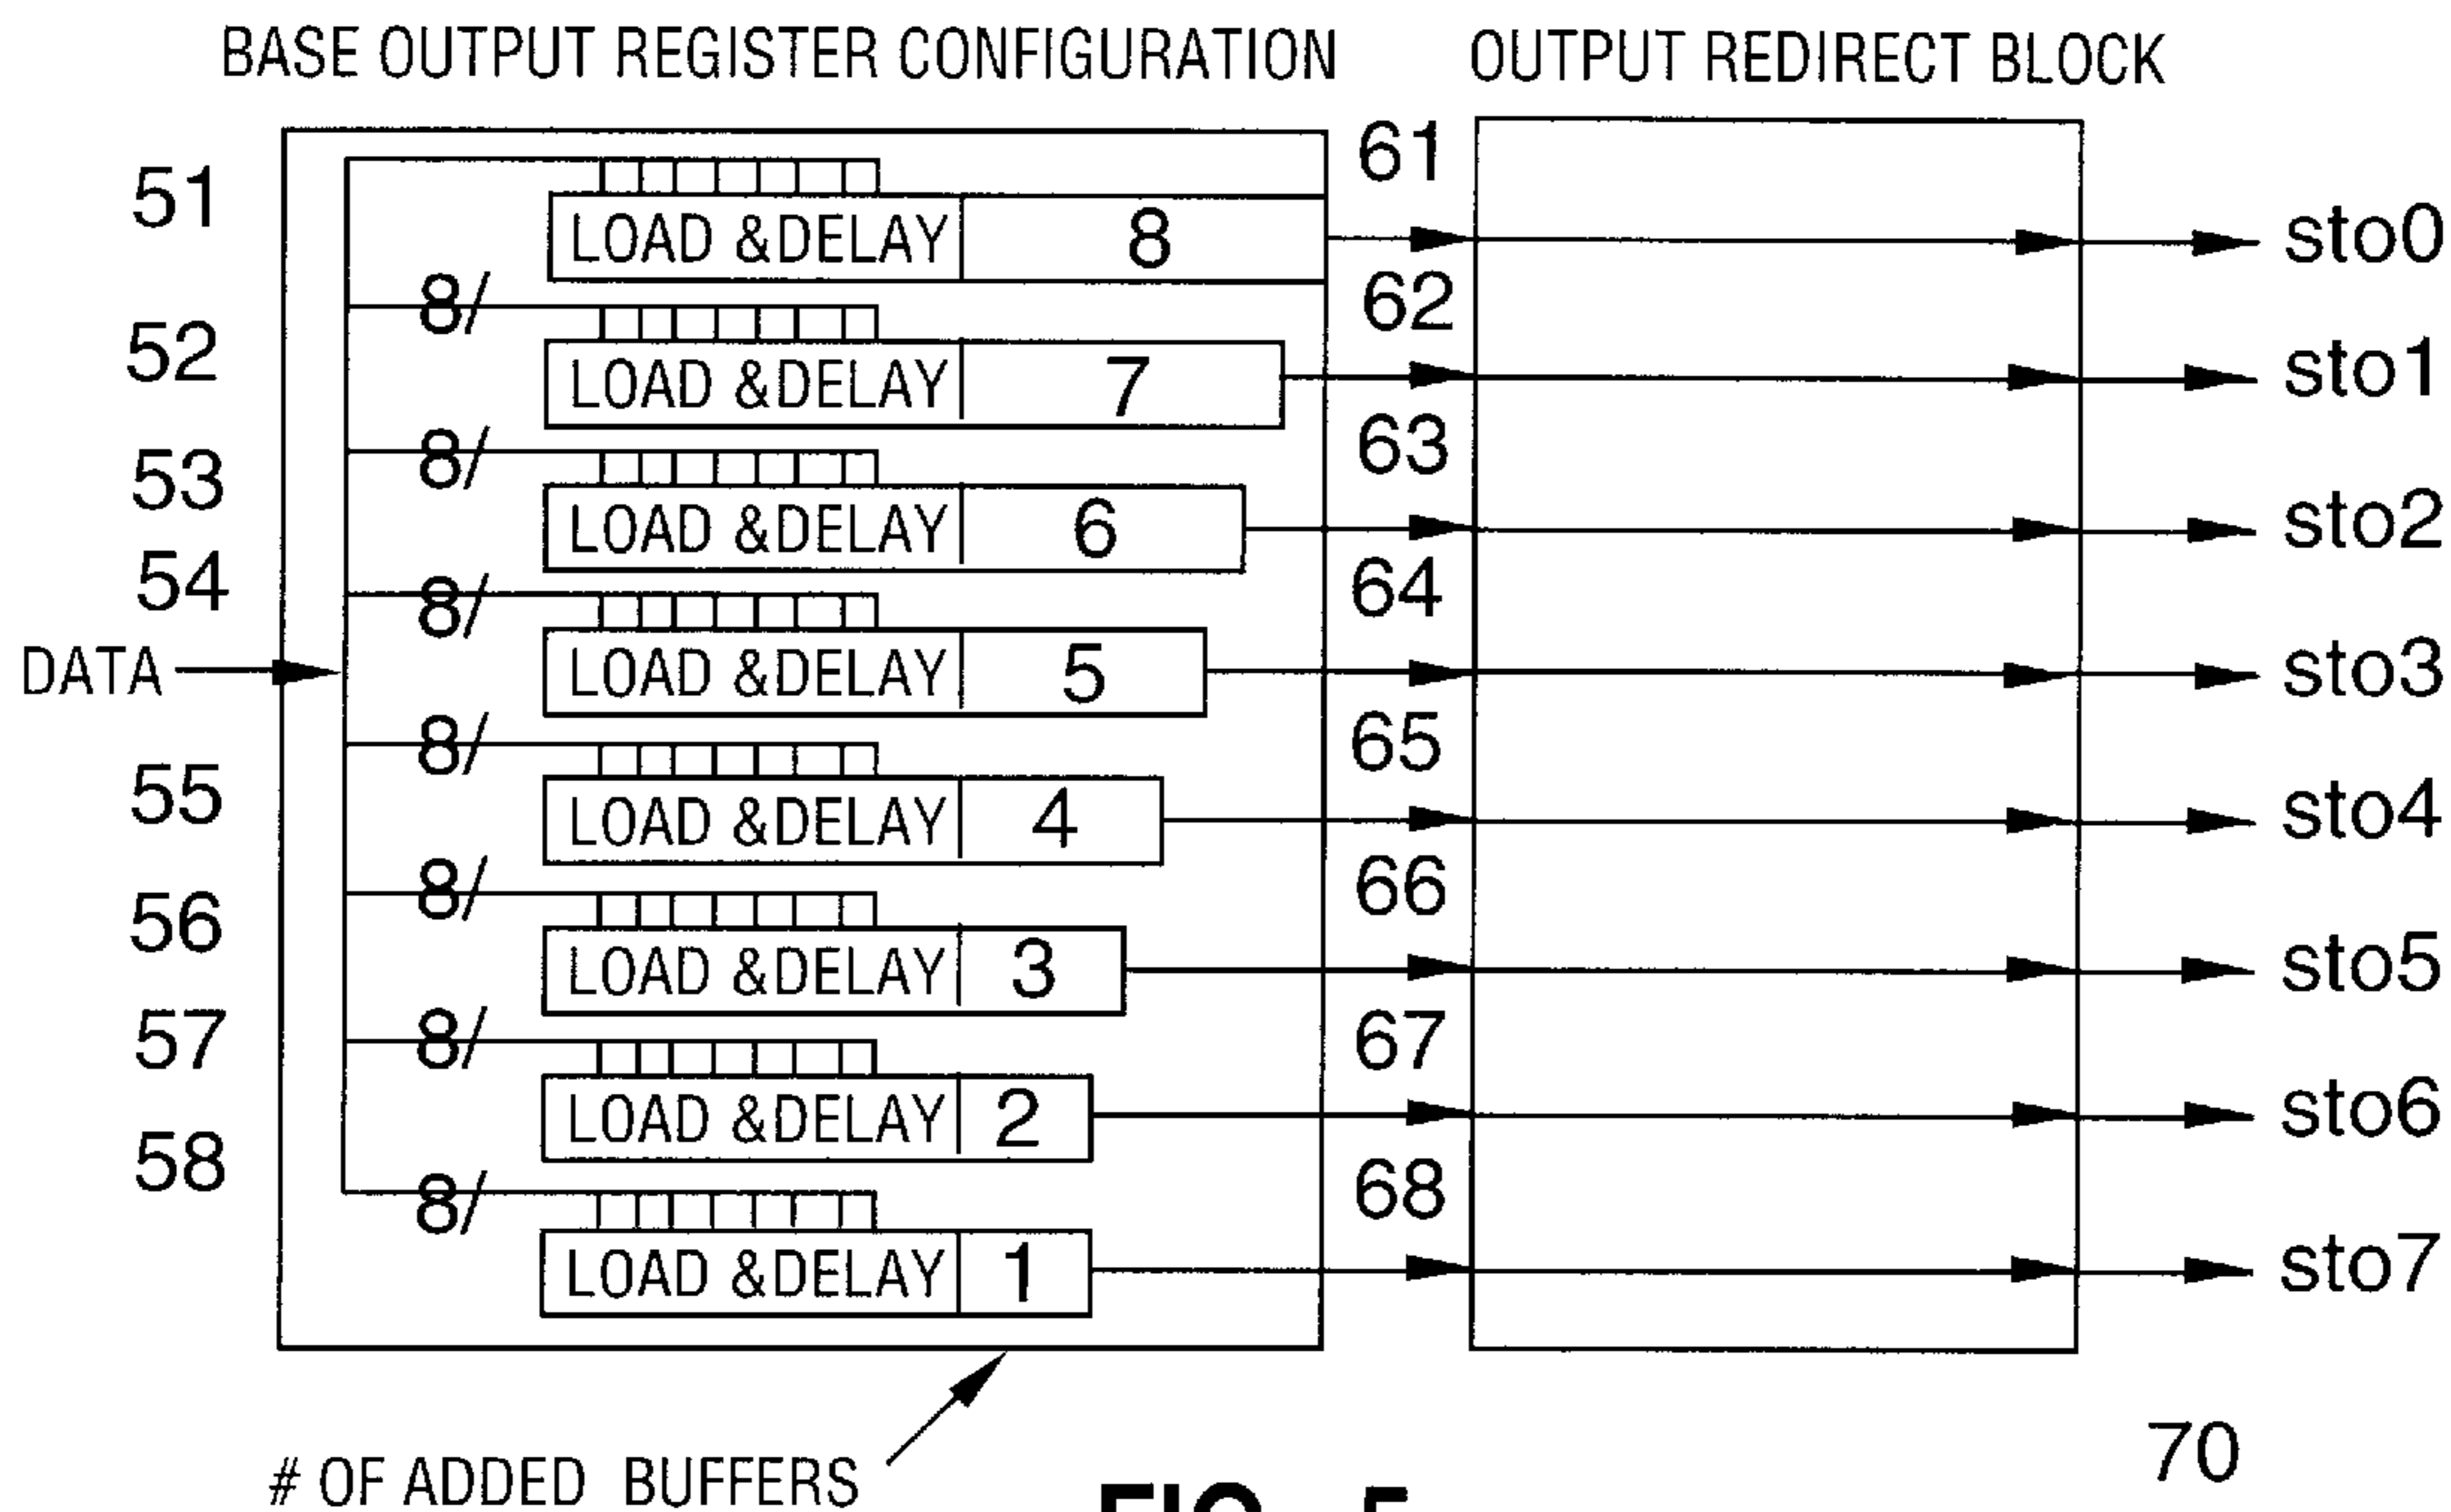 BASE OUTPUT REGISTER CONFIGURATION
OUTPUT REDIRECT BLOCK
51
LOAD &DELAY 8
61
sto0
52
8/
LOAD &DELAY 7
62
sto1
53
8/
LOAD &DELAY 6
63
sto2
54
8/
LOAD &DELAY 5
64
sto3
DATA
55
8/
LOAD &DELAY 4
65
sto4
56
8/
LOAD &DELAY 3
66
sto5
57
8/
LOAD &DELAY 2
67
sto6
58
8/
LOAD &DELAY 1
68
sto7
# OF ADDED BUFFERS
70
FIG. 5